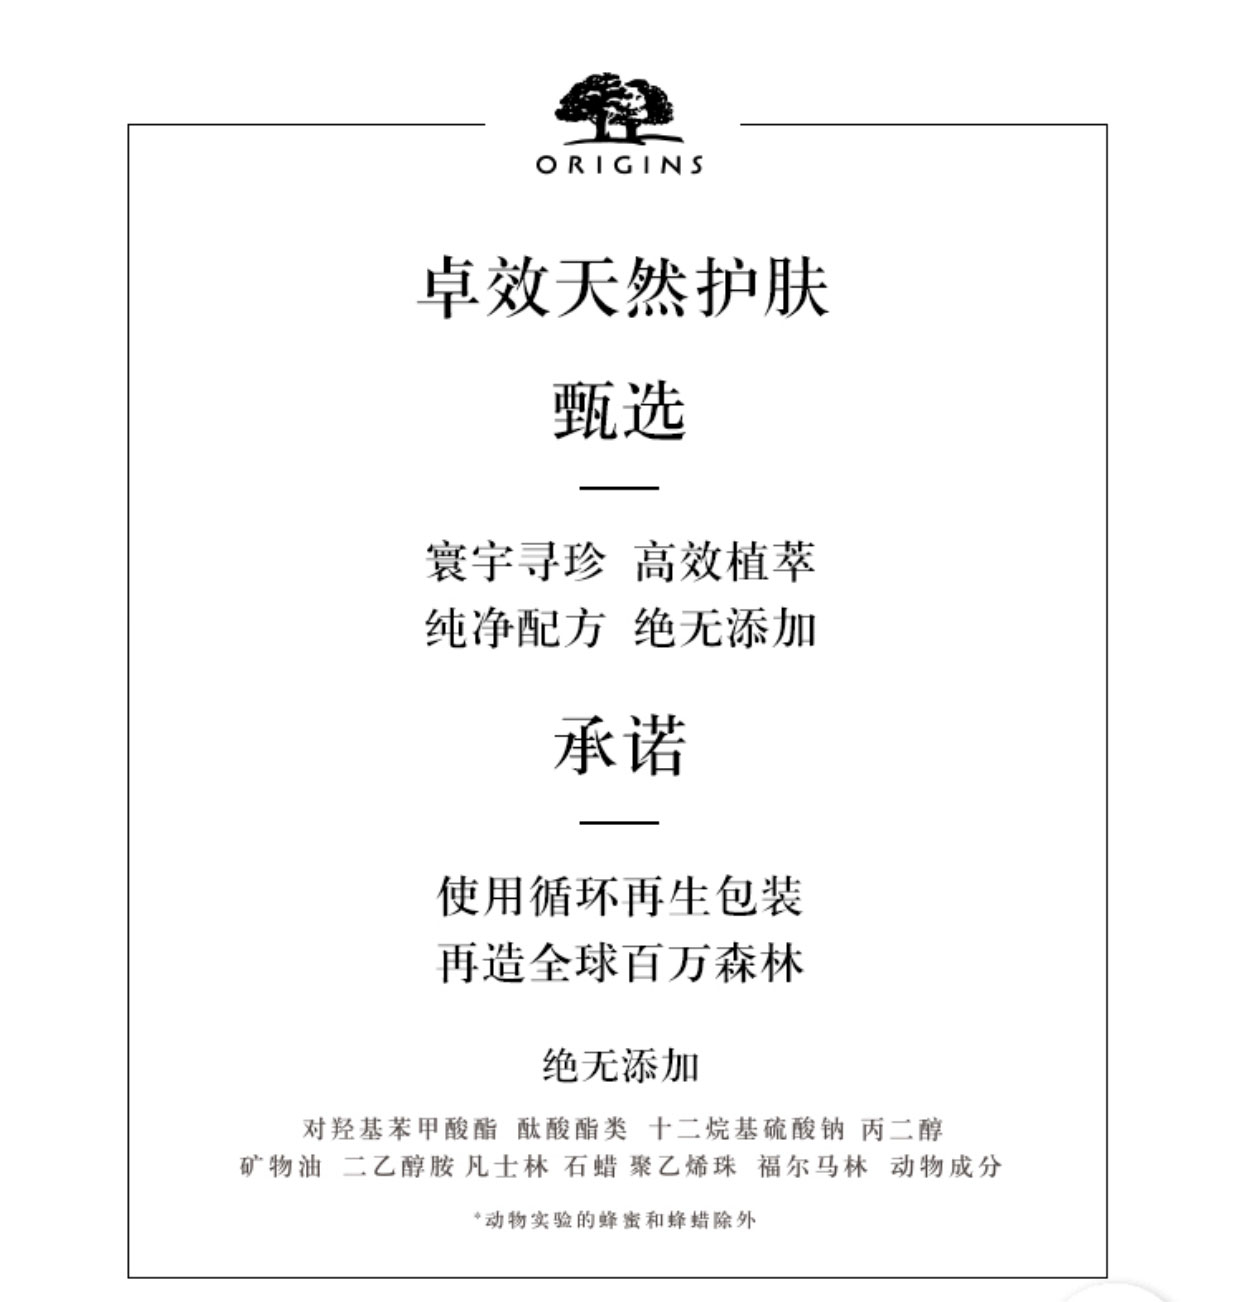 ORIGINS
卓效天然护肤
甄选
寰宇寻珍 高效植萃
纯净配方 绝无添加
承诺
使用循环再生包装
再造全球百万森林
绝无添加
对羟基苯甲酸酯 酞酸酯类 十二烷基硫酸钠 丙二醇
矿物油 二乙醇胺 凡士林 石蜡 聚乙烯珠 福尔马林 动物成分
*动物实验的蜂蜜和蜂蜡除外